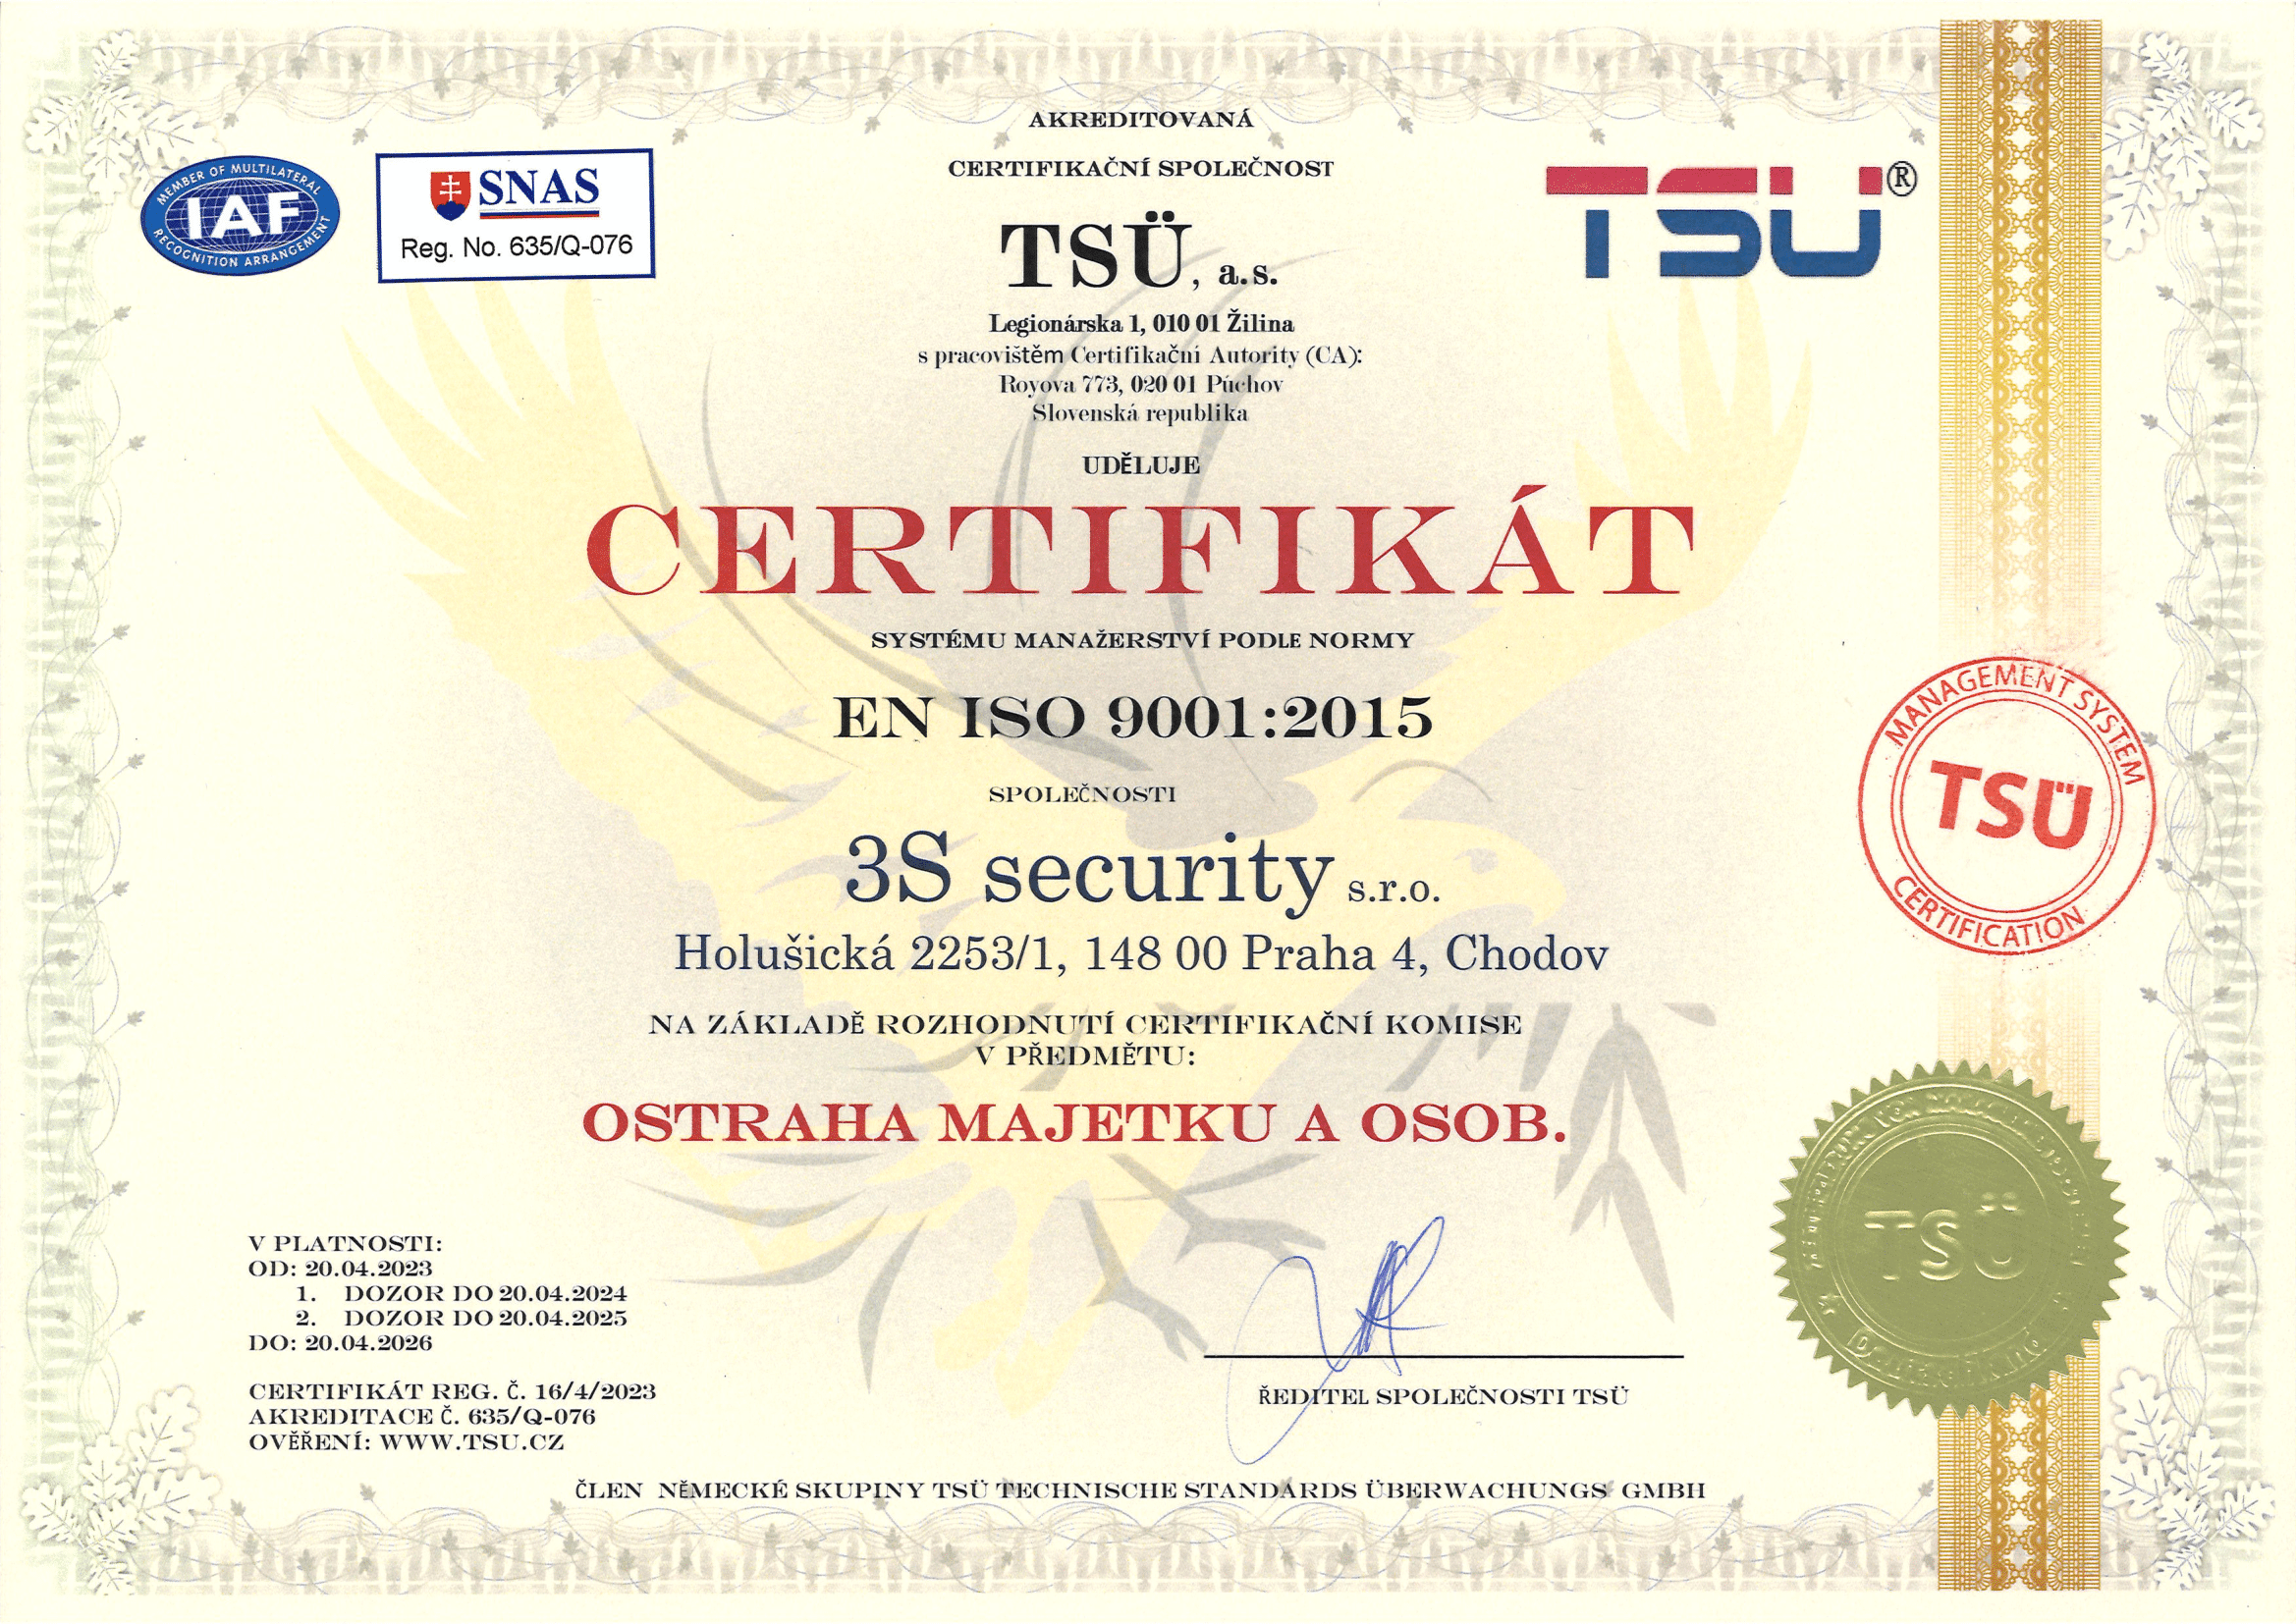 MEMBER OF MULTILATERAL
IAF
RECOGNITION ARRANGEMENT
SNAS
Reg. No. 635/Q-076
AKREDITOVANÁ
CERTIFIKAČNÍ SPOLEČNOST
TSÜ, a.s.
Legionárska 1, 010 01 Žilina
s pracovištěm Certifikační Autority (CA):
Royova 773, 020 01 Púchov
Slovenská republika
TSÜ®
UDĚLUJE
CERTIFIKÁT
SYSTÉMU MANAŽERSTVÍ PODLE NORMY
EN ISO 9001:2015
SPOLEČNOSTI
3S security s.r.o.
Holušická 2253/1, 148 00 Praha 4, Chodov
NA ZÁKLADĚ ROZHODNUTÍ CERTIFIKAČNÍ KOMISE
V PŘEDMĚTU:
OSTRAHA MAJETKU A OSOB.
MANAGEMENT SYSTEM
TSÜ
CERTIFICATION
TSÜ
V PLATNOSTI:
OD: 20.04.2023
1. DOZOR DO 20.04.2024
2. DOZOR DO 20.04.2025
DO: 20.04.2026
CERTIFIKÁT REG. Č. 16/4/2023
AKREDITACE Č. 635/Q-076
OVĚŘENÍ: WWW.TSU.CZ
ŘEDITEL SPOLEČNOSTI TSÜ
ČLEN NĚMECKÉ SKUPINY TSÜ TECHNISCHE STANDARDS ÜBERWACHUNGS GMBH